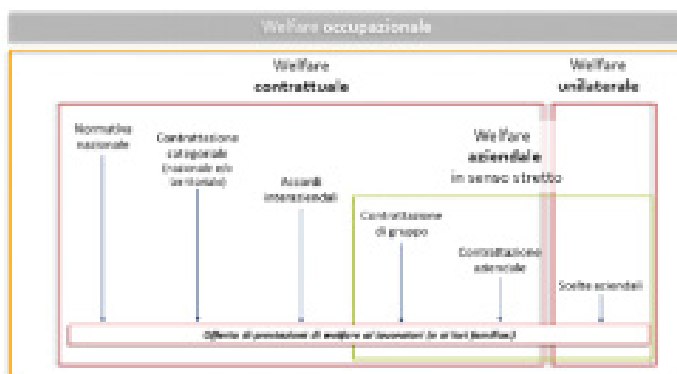 Welfare occupazionale
Welfare
contrattuale
Welfare
unilaterale
Normativa
nazionale
Contrattazione
categoriale
(nazionale e/o
territoriale)
Accordi
interaziendali
Welfare
aziendale
in senso stretto
Contrattazione
di gruppo
Contrattazione
aziendale
Scelte aziendali
Offerta di prestazioni di welfare ai lavoratori (e ai loro familiari)